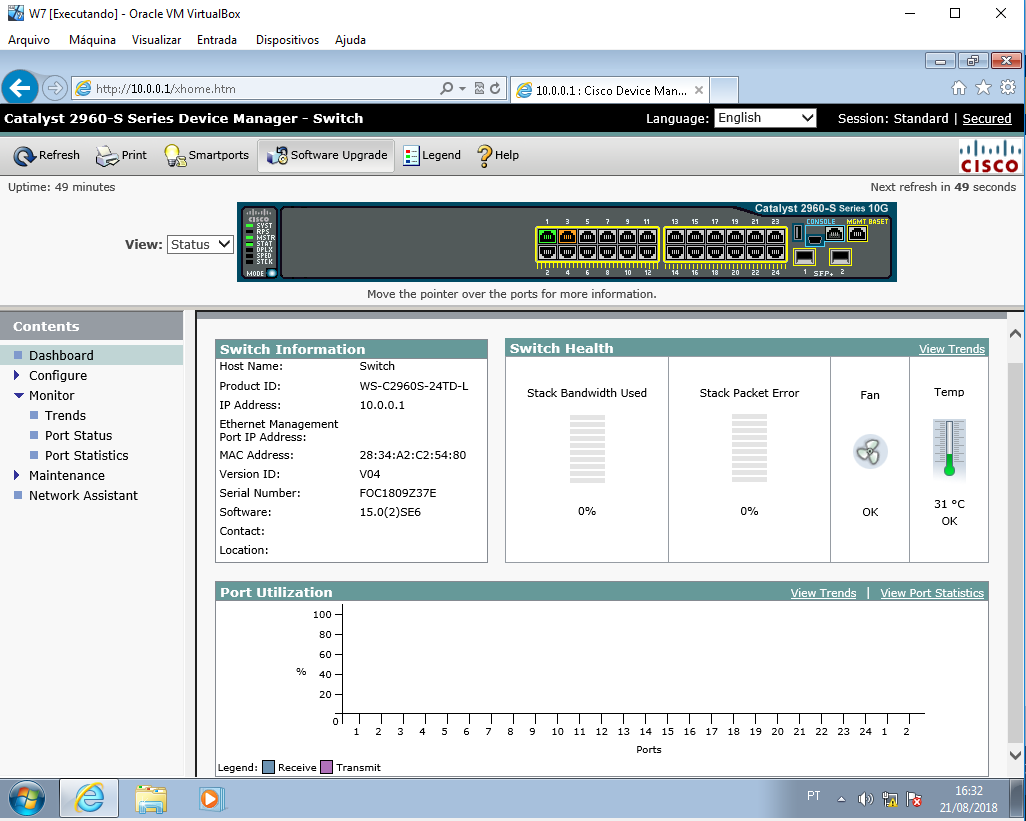 W7 [Executando] - Oracle VM VirtualBox
Arquivo Máquina Visualizar Entrada Dispositivos Ajuda
http://10.0.0.1/xhome.htm
10.0.0.1 : Cisco Device Man...
Catalyst 2960-S Series Device Manager - Switch
Language: English Session: Standard | Secured
Refresh Print Smartports Software Upgrade Legend Help
CISCO
Uptime: 49 minutes
Next refresh in 49 seconds
View: Status
CISCO
SYST
RPS
MSTR
STAT
DPLX
SPED
STCK
MODE
Catalyst 2960-S Series 10G
1 3 5 7 9 11 13 15 17 19 21 23
CONSOLE MGMT BASET
2 4 6 8 10 12 14 16 18 20 22 24
1 SFP+ 2
Move the pointer over the ports for more information.
Contents
Dashboard
Configure
Monitor
Trends
Port Status
Port Statistics
Maintenance
Network Assistant
Switch Information
Host Name: Switch
Product ID: WS-C2960S-24TD-L
IP Address: 10.0.0.1
Ethernet Management
Port IP Address:
MAC Address: 28:34:A2:C2:54:80
Version ID: V04
Serial Number: FOC1809Z37E
Software: 15.0(2)SE6
Contact:
Location:
Switch Health View Trends
Stack Bandwidth Used Stack Packet Error Fan Temp
0% 0% OK 31 °C
OK
Port Utilization View Trends | View Port Statistics
100
80
60
%
40
20
0
1 2 3 4 5 6 7 8 9 10 11 12 13 14 15 16 17 18 19 20 21 22 23 24 1 2
Ports
Legend: Receive Transmit
PT
16:32
21/08/2018